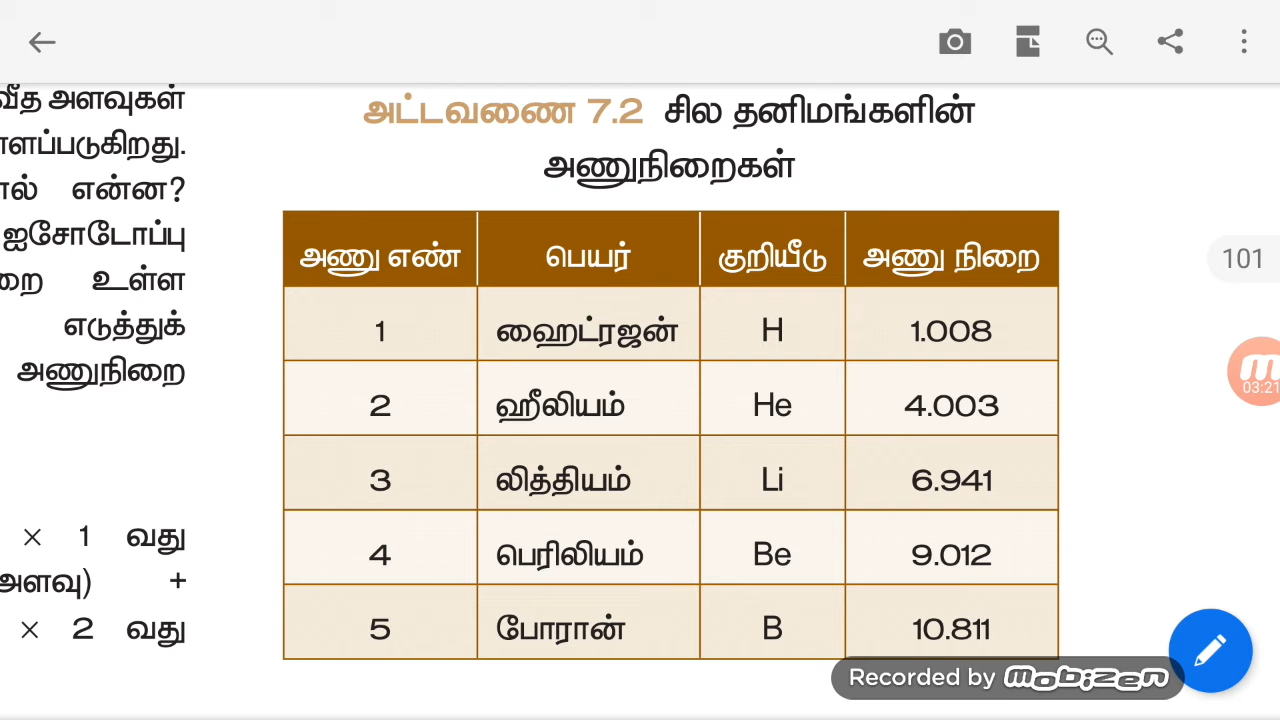 வீத அளவுகள்
ளப்படுகிறது.
ால் என்ன?
ஐசோடோப்பு
றை உள்ள
எடுத்துக்
அணுநிறை
× 1 வது
அளவு) +
× 2 வது
அட்டவணை 7.2 சில தனிமங்களின்
அணுநிறைகள்
அணு எண் பெயர் குறியீடு அணு நிறை
1 ஹைட்ரஜன் H 1.008
2 ஹீலியம் He 4.003
3 லித்தியம் Li 6.941
4 பெரிலியம் Be 9.012
5 போரான் B 10.811
101
03:21
Recorded by mobizen